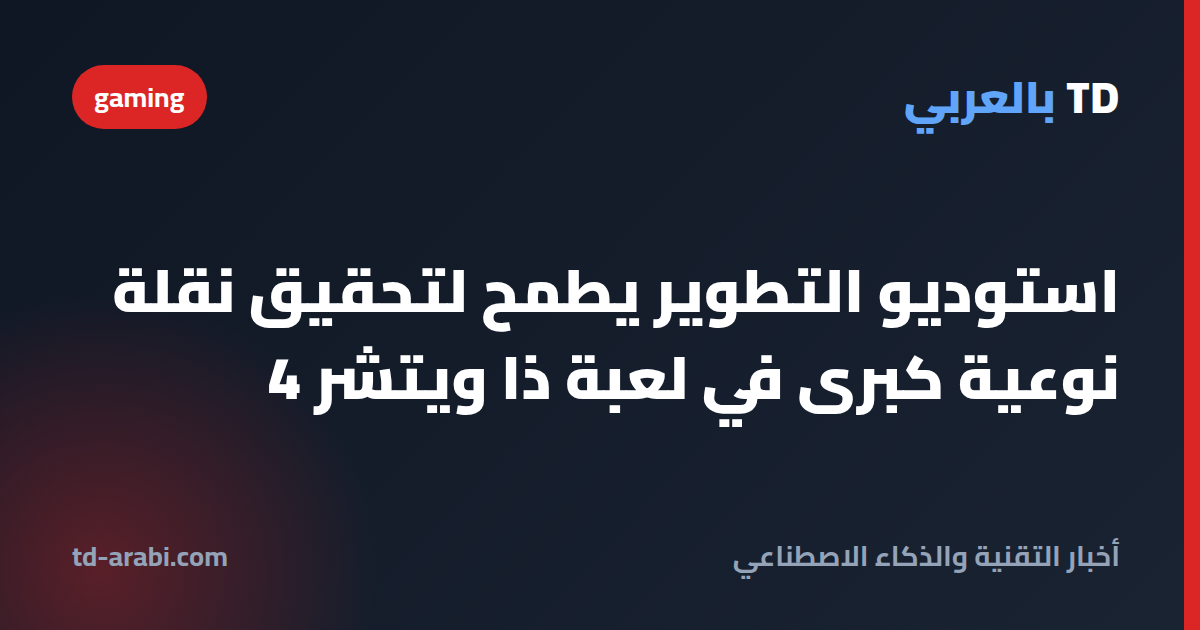 TD بالعربي
gaming
استوديو التطوير يطمح لتحقيق نقلة
نوعية كبرى في لعبة ذا ويتشر 4
أخبار التقنية والذكاء الاصطناعي
td-arabi.com